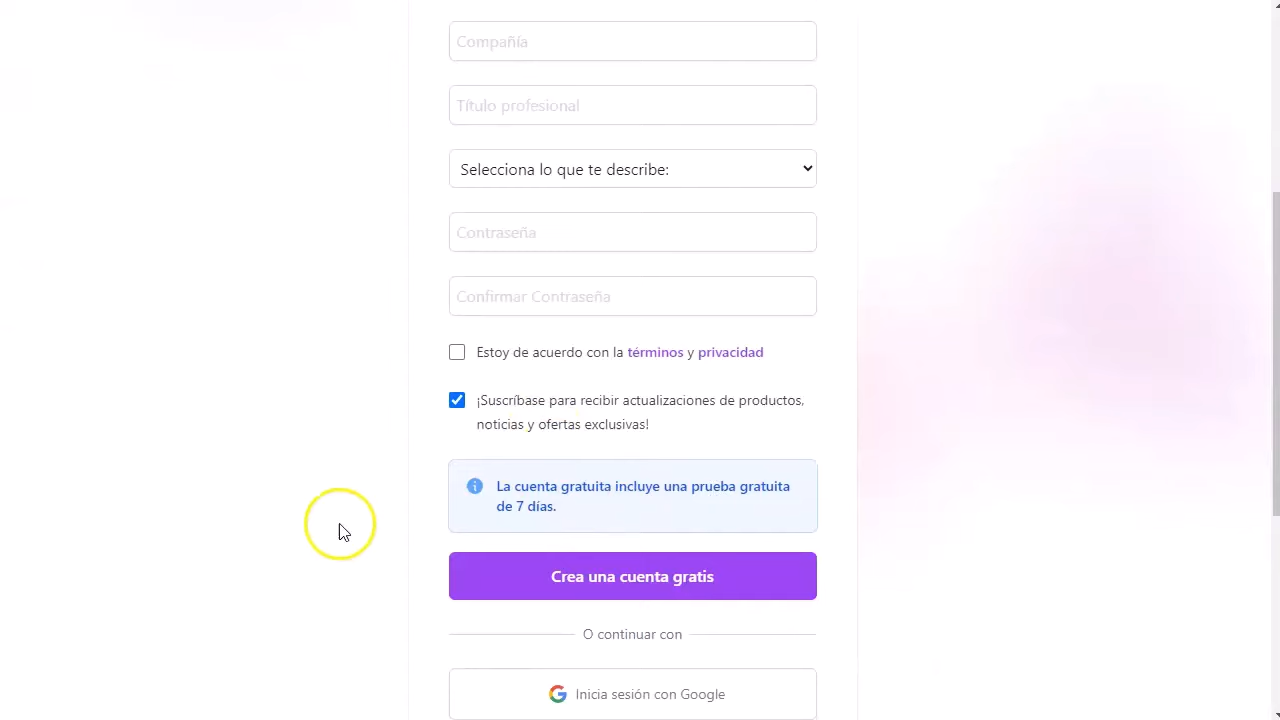 Compañía
Título profesional
Selecciona lo que te describe:
Contraseña
Confirmar Contraseña
Estoy de acuerdo con la términos y privacidad
¡Suscríbase para recibir actualizaciones de productos,
noticias y ofertas exclusivas!
La cuenta gratuita incluye una prueba gratuita
de 7 días.
Crea una cuenta gratis
O continuar con
Inicia sesión con Google